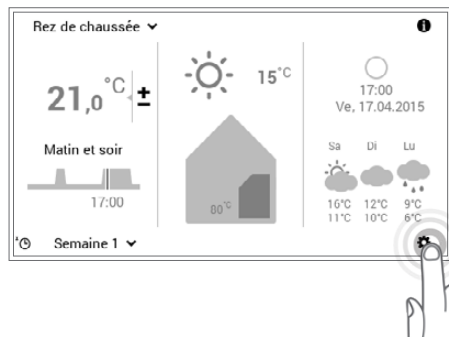 Rez de chaussée
21,0 °C ±
Matin et soir
17:00
Semaine 1
15°C
80°C
17:00
Ve, 17.04.2015
Sa Di Lu
16°C 12°C 9°C
11°C 10°C 6°C